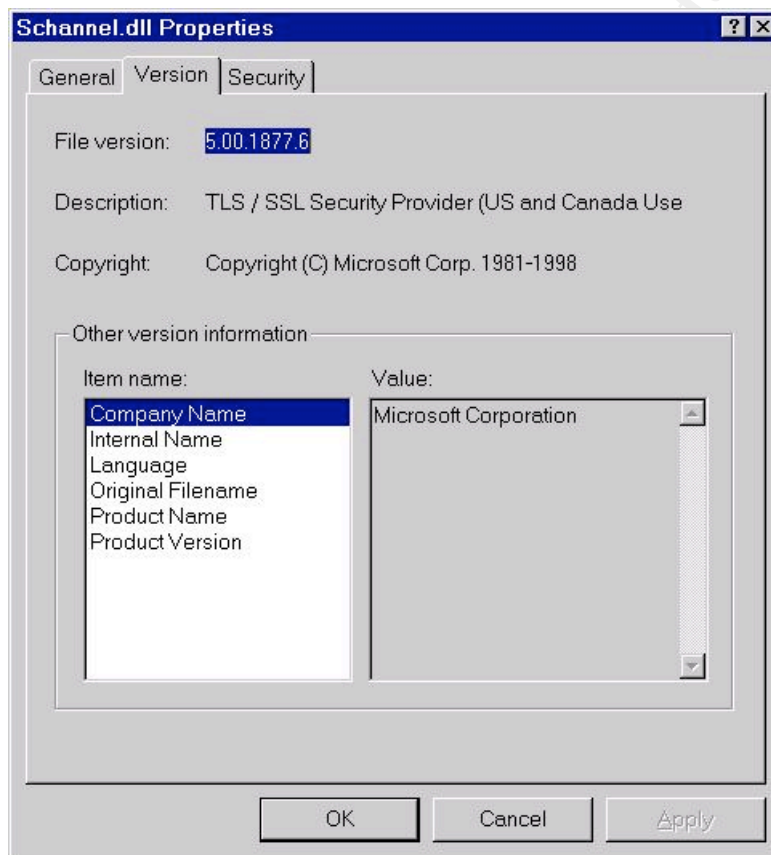 Schannel.dll Properties
General Version Security
File version: 5.00.1877.6
Description: TLS / SSL Security Provider (US and Canada Use
Copyright: Copyright (C) Microsoft Corp. 1981-1998
Other version information
Item name: Value:
Company Name Microsoft Corporation
Internal Name
Language
Original Filename
Product Name
Product Version
OK Cancel Apply